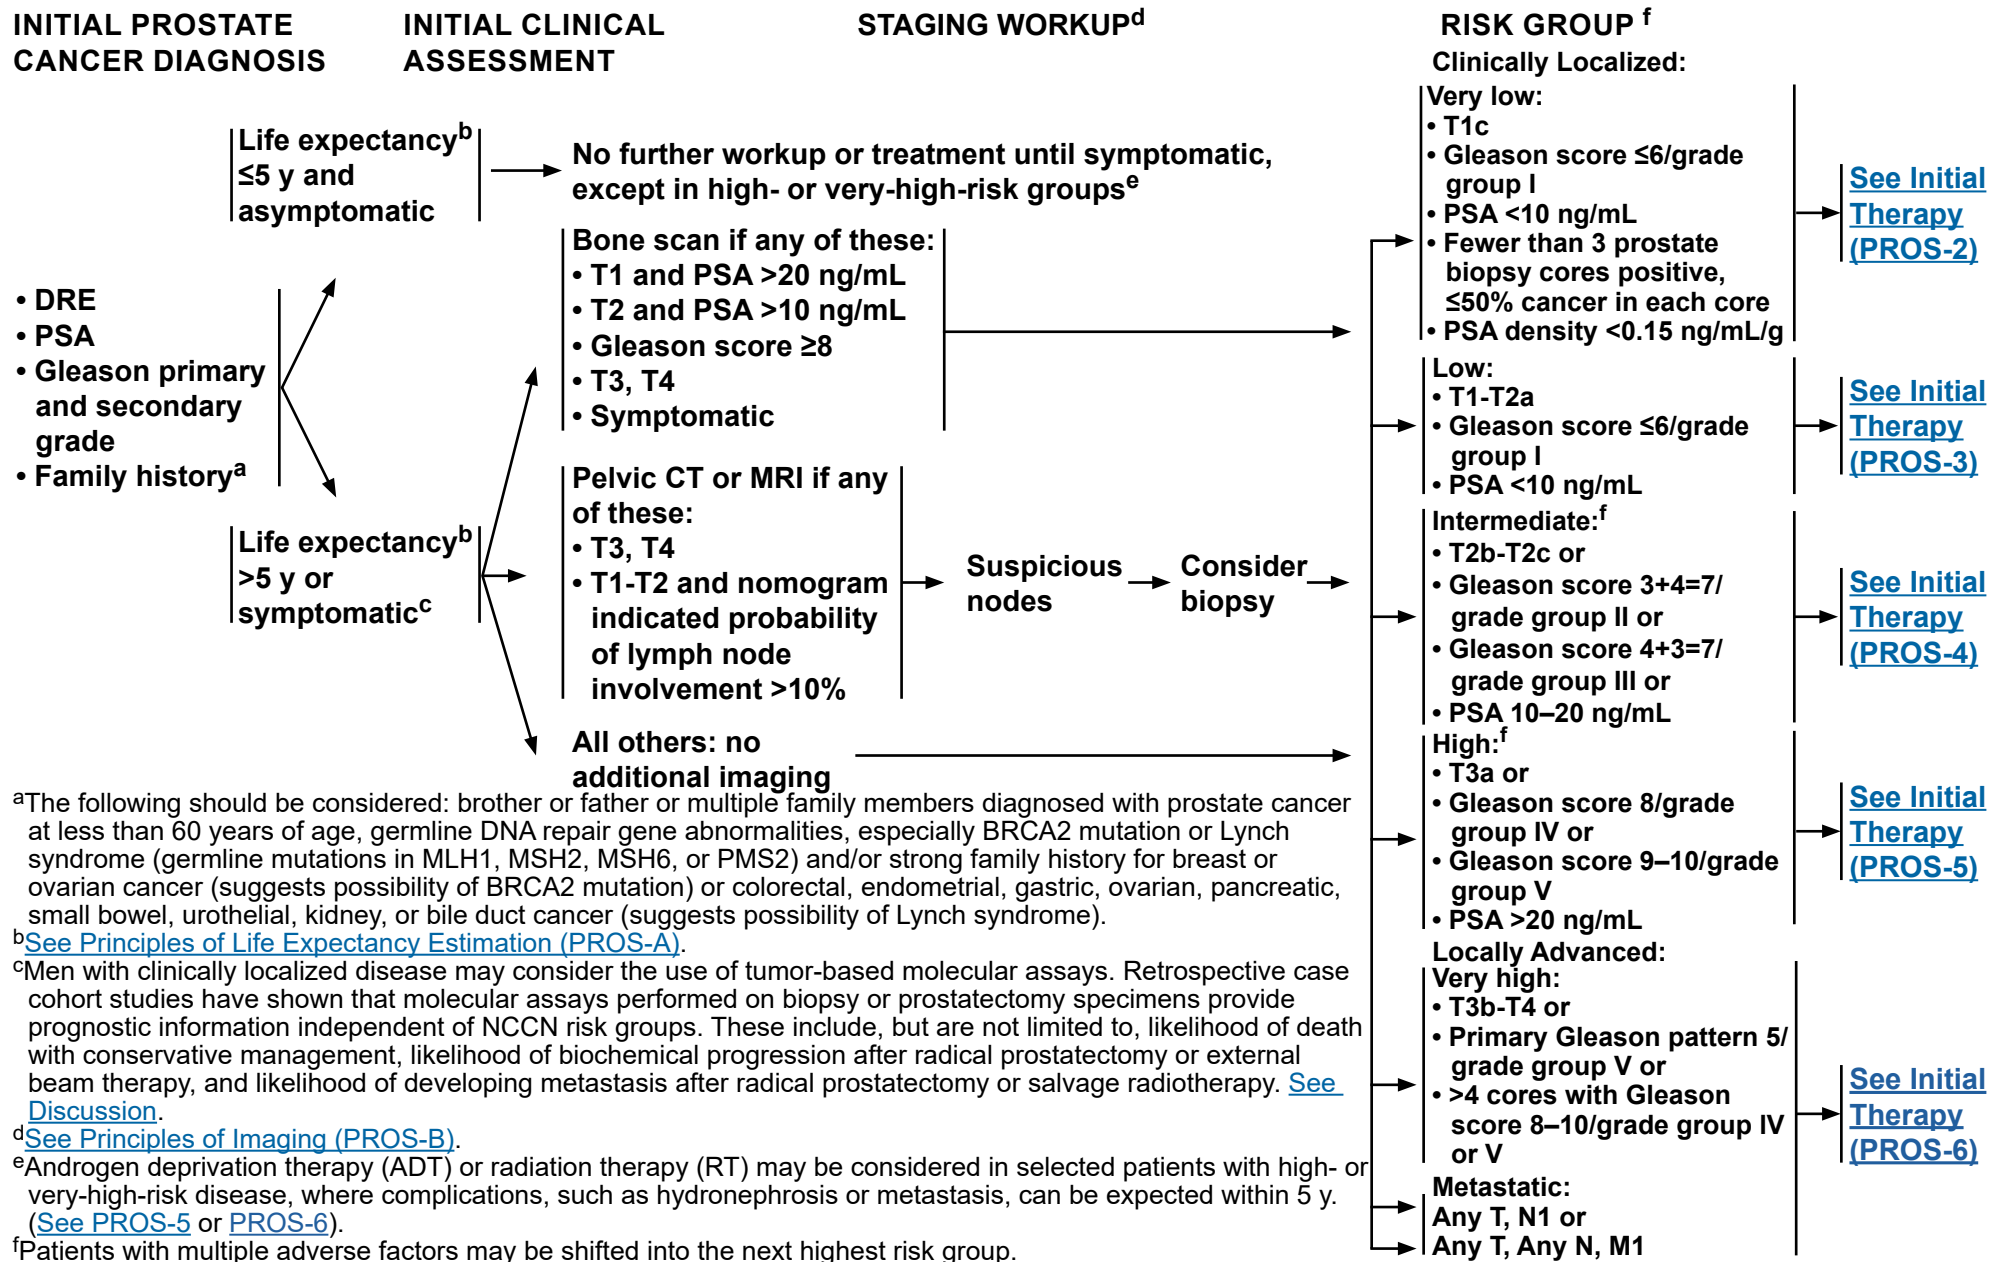 INITIAL PROSTATE
CANCER DIAGNOSIS
INITIAL CLINICAL
ASSESSMENT
STAGING WORKUPd
RISK GROUP f
• DRE
• PSA
• Gleason primary
and secondary
grade
• Family historya
Life expectancyb
≤5 y and
asymptomatic
Life expectancyb
>5 y or
symptomaticc
No further workup or treatment until symptomatic,
except in high- or very-high-risk groupse
Bone scan if any of these:
• T1 and PSA >20 ng/mL
• T2 and PSA >10 ng/mL
• Gleason score ≥8
• T3, T4
• Symptomatic
Pelvic CT or MRI if any
of these:
• T3, T4
• T1-T2 and nomogram
indicated probability
of lymph node
involvement >10%
Suspicious
nodes
Consider
biopsy
All others: no
additional imaging
Clinically Localized:
Very low:
• T1c
• Gleason score ≤6/grade
group I
• PSA <10 ng/mL
• Fewer than 3 prostate
biopsy cores positive,
≤50% cancer in each core
• PSA density <0.15 ng/mL/g
See Initial
Therapy
(PROS-2)
Low:
• T1-T2a
• Gleason score ≤6/grade
group I
• PSA <10 ng/mL
See Initial
Therapy
(PROS-3)
Intermediate:f
• T2b-T2c or
• Gleason score 3+4=7/
grade group II or
• Gleason score 4+3=7/
grade group III or
• PSA 10–20 ng/mL
See Initial
Therapy
(PROS-4)
High:f
• T3a or
• Gleason score 8/grade
group IV or
• Gleason score 9–10/grade
group V
• PSA >20 ng/mL
See Initial
Therapy
(PROS-5)
Locally Advanced:
Very high:
• T3b-T4 or
• Primary Gleason pattern 5/
grade group V or
• >4 cores with Gleason
score 8–10/grade group IV
or V
Metastatic:
Any T, N1 or
Any T, Any N, M1
See Initial
Therapy
(PROS-6)
aThe following should be considered: brother or father or multiple family members diagnosed with prostate cancer
at less than 60 years of age, germline DNA repair gene abnormalities, especially BRCA2 mutation or Lynch
syndrome (germline mutations in MLH1, MSH2, MSH6, or PMS2) and/or strong family history for breast or
ovarian cancer (suggests possibility of BRCA2 mutation) or colorectal, endometrial, gastric, ovarian, pancreatic,
small bowel, urothelial, kidney, or bile duct cancer (suggests possibility of Lynch syndrome).
bSee Principles of Life Expectancy Estimation (PROS-A).
cMen with clinically localized disease may consider the use of tumor-based molecular assays. Retrospective case
cohort studies have shown that molecular assays performed on biopsy or prostatectomy specimens provide
prognostic information independent of NCCN risk groups. These include, but are not limited to, likelihood of death
with conservative management, likelihood of biochemical progression after radical prostatectomy or external
beam therapy, and likelihood of developing metastasis after radical prostatectomy or salvage radiotherapy. See
Discussion.
dSee Principles of Imaging (PROS-B).
eAndrogen deprivation therapy (ADT) or radiation therapy (RT) may be considered in selected patients with high- or
very-high-risk disease, where complications, such as hydronephrosis or metastasis, can be expected within 5 y.
(See PROS-5 or PROS-6).
fPatients with multiple adverse factors may be shifted into the next highest risk group.